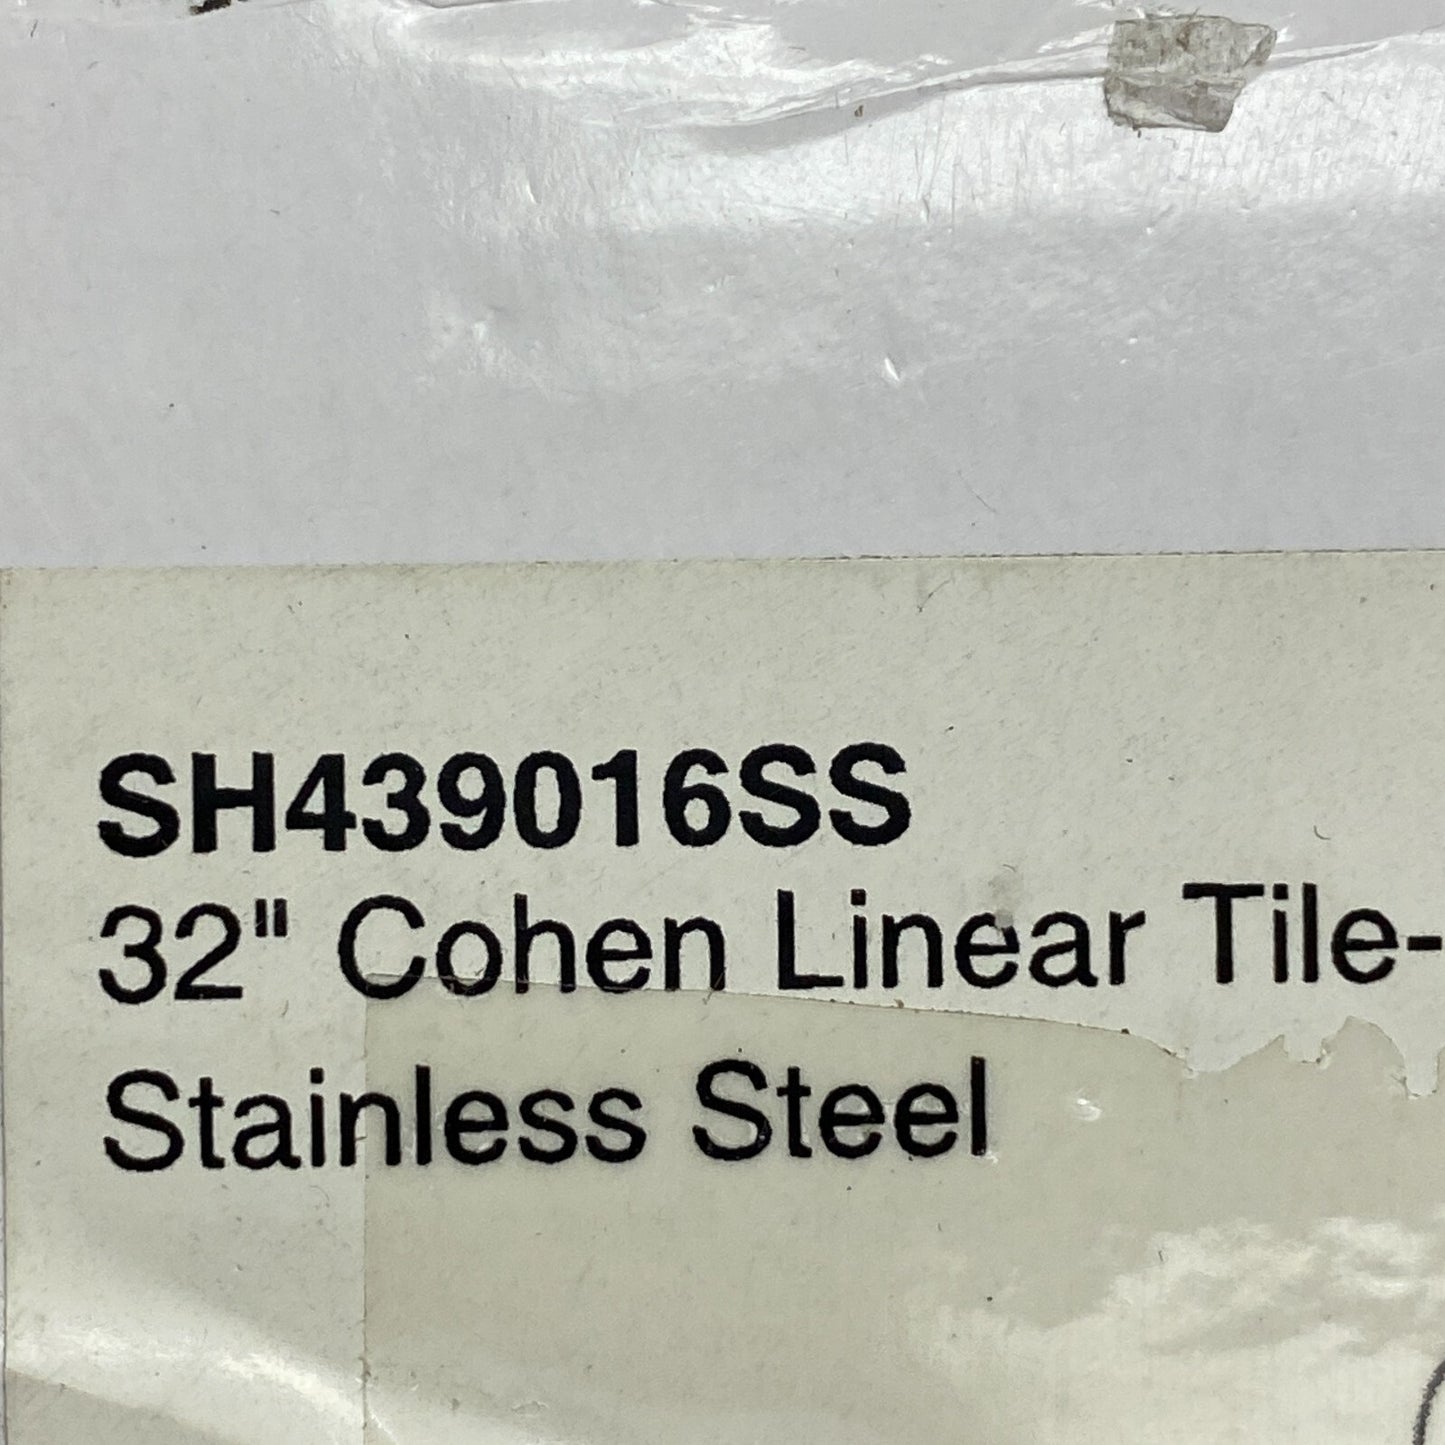 SH439016SS
32" Cohen Linear Tile-
Stainless Steel